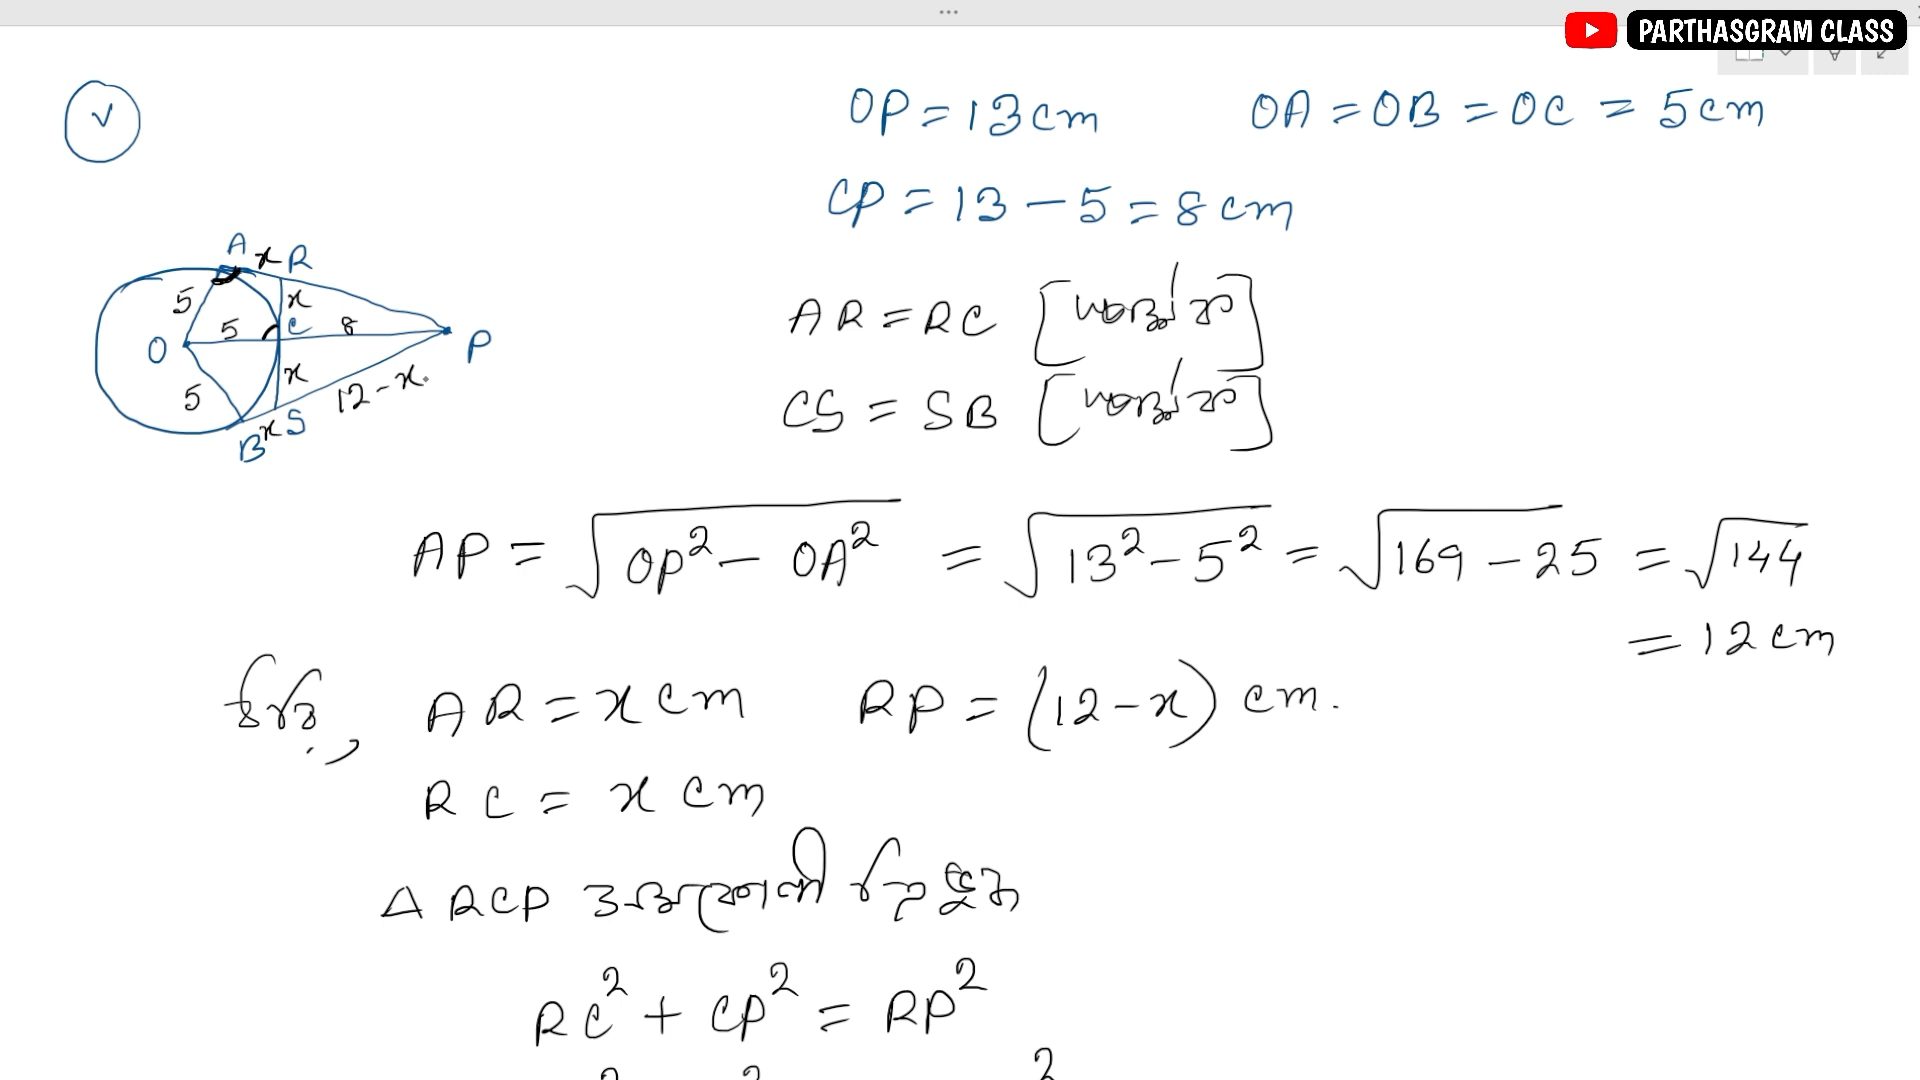 ...
PARTHASGRAM CLASS
v
OP = 13 cm OA = OB = OC = 5 cm
CP = 13 - 5 = 8 cm
A x R
5 x
5 C 8
O P
5 x 12 - x
B x S
AR = RC [
CS = SB [
AP = √OP² - OA² = √13² - 5² = √169 - 25 = √144
= 12 cm
ধরি, AR = x cm RP = (12 - x) cm.
RC = x cm
Δ RCP সমকোণী ত্রিভুজ
RC² + CP² = RP²